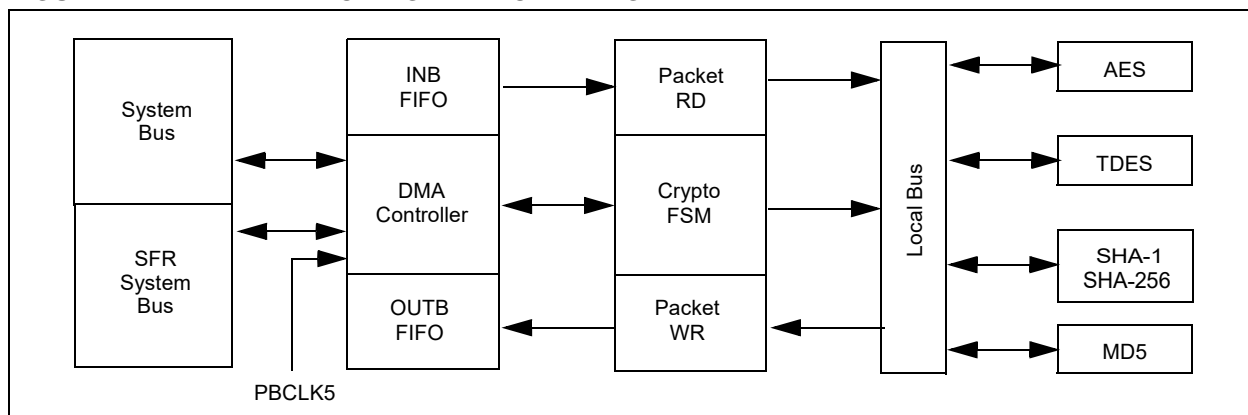 System
Bus
SFR
System
Bus
INB
FIFO
DMA
Controller
OUTB
FIFO
PBCLK5
Packet
RD
Crypto
FSM
Packet
WR
Local Bus
AES
TDES
SHA-1
SHA-256
MD5